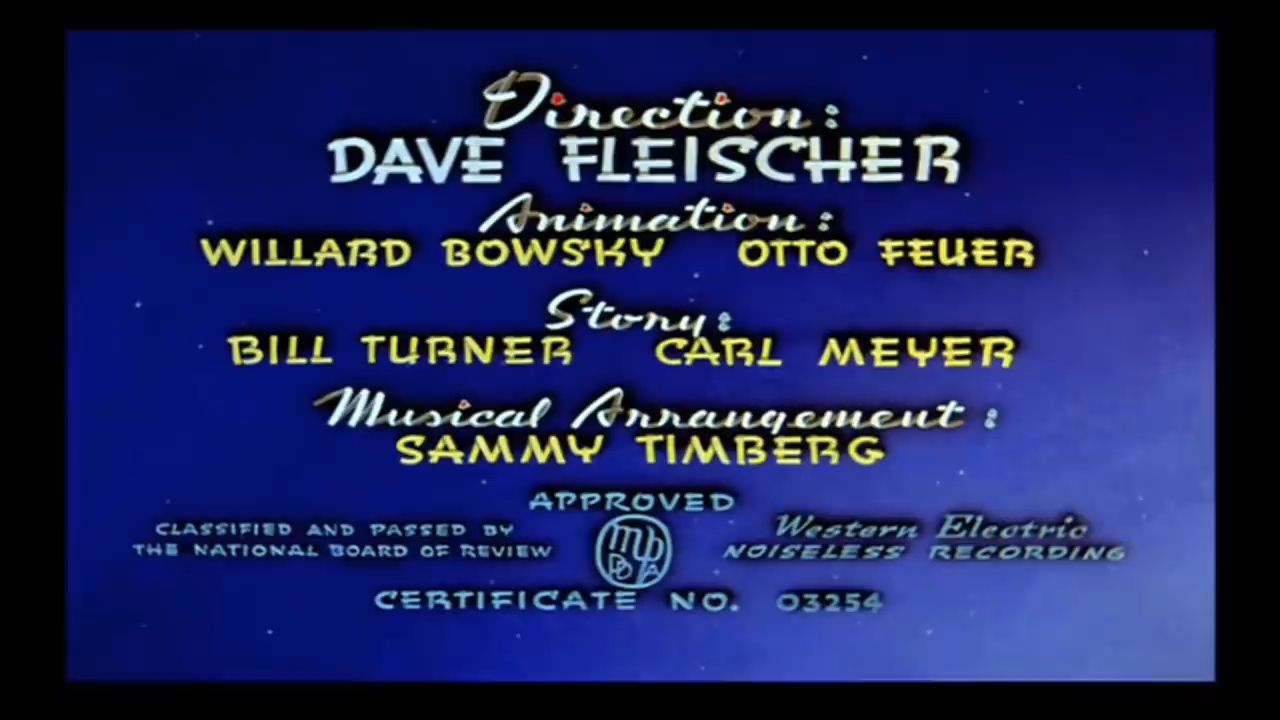 Direction:
DAVE FLEISCHER
Animation:
WILLARD BOWSKY OTTO FEUER
Story:
BILL TURNER CARL MEYER
Musical Arrangement:
SAMMY TIMBERG
APPROVED
CLASSIFIED AND PASSED BY
THE NATIONAL BOARD OF REVIEW
MPPDA
Western Electric
NOISELESS RECORDING
CERTIFICATE NO. 03254